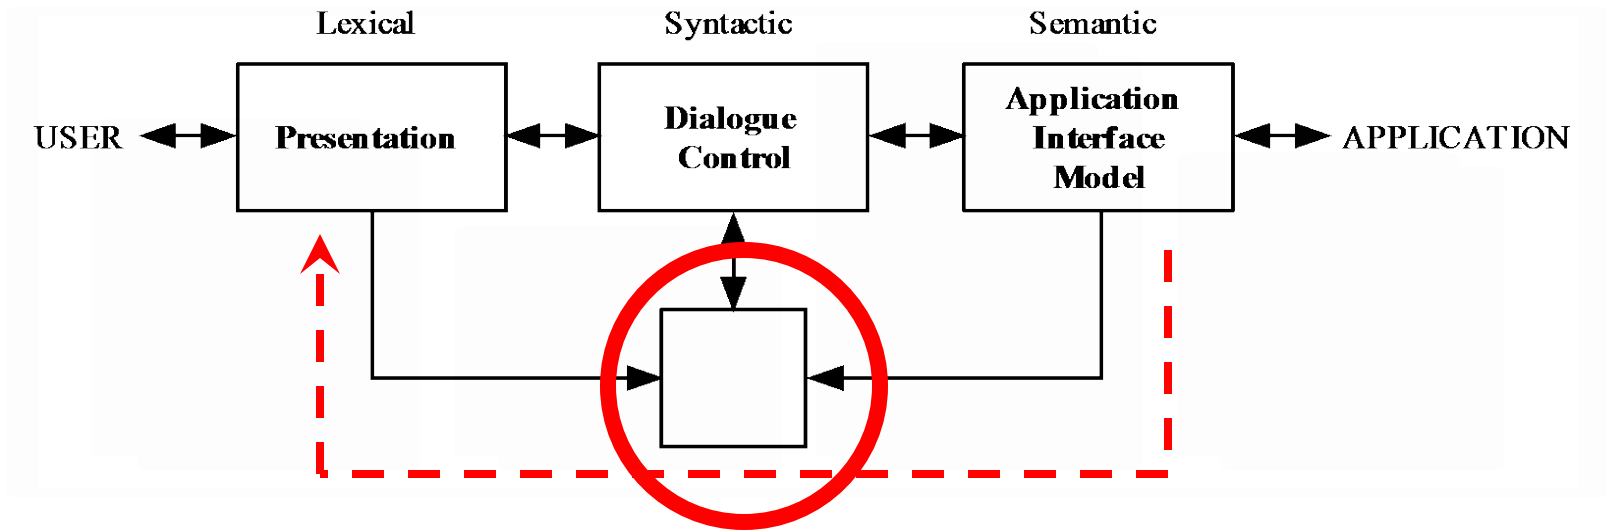 Lexical Syntactic Semantic
USER Presentation Dialogue Control Application Interface Model APPLICATION